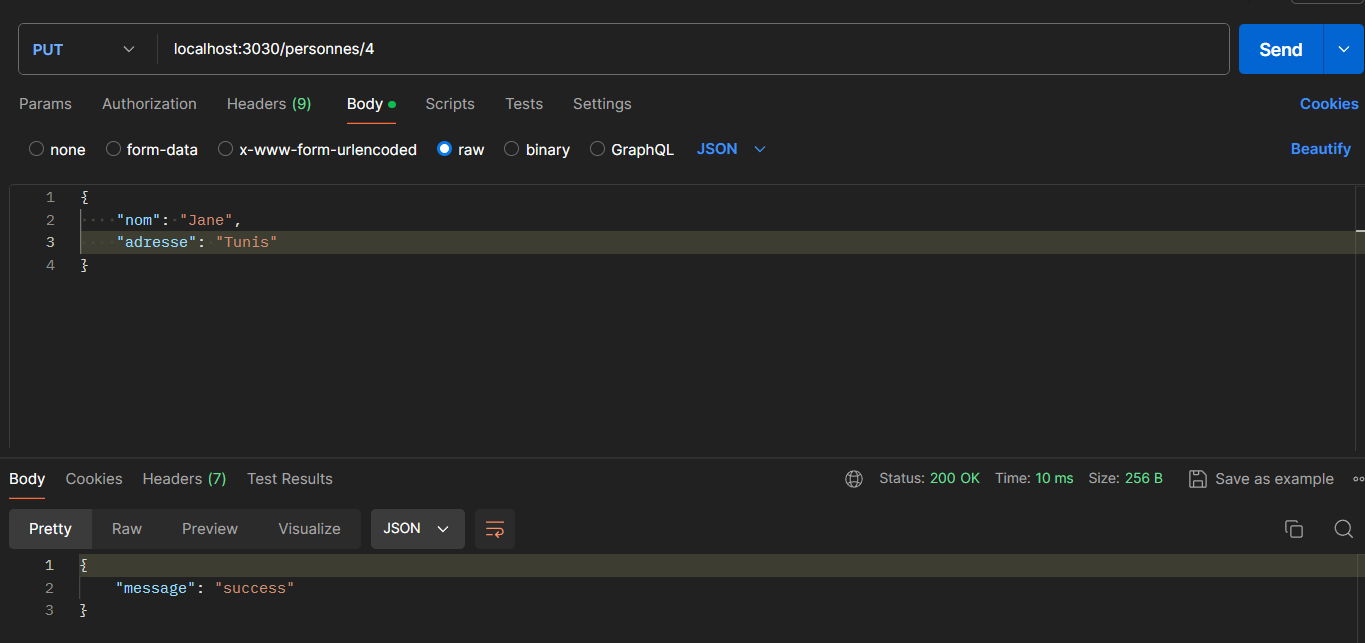 PUT localhost:3030/personnes/4 Send
Params Authorization Headers (9) Body Scripts Tests Settings Cookies
none form-data x-www-form-urlencoded raw binary GraphQL JSON Beautify
1 {
2 "nom": "Jane",
3 "adresse": "Tunis"
4 }
Body Cookies Headers (7) Test Results Status: 200 OK Time: 10 ms Size: 256 B Save as example
Pretty Raw Preview Visualize JSON
1 {
2 "message": "success"
3 }